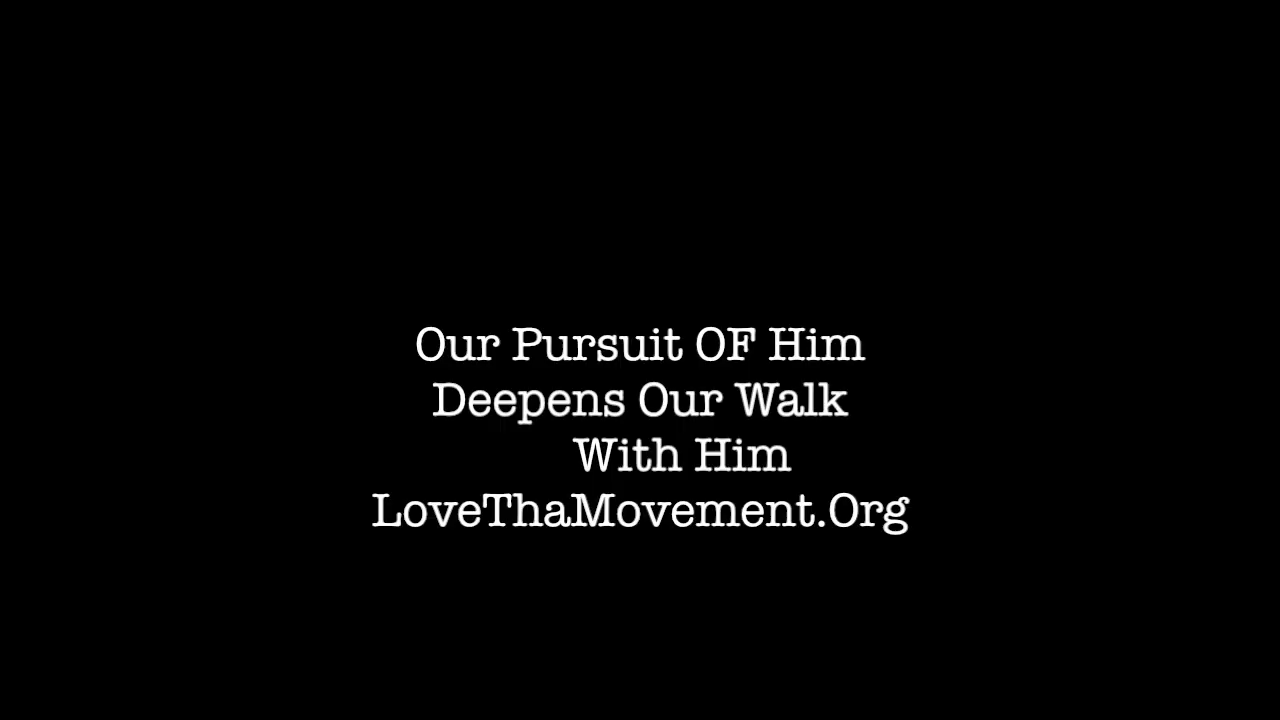 Our Pursuit OF Him
Deepens Our Walk
With Him
LoveThaMovement.Org